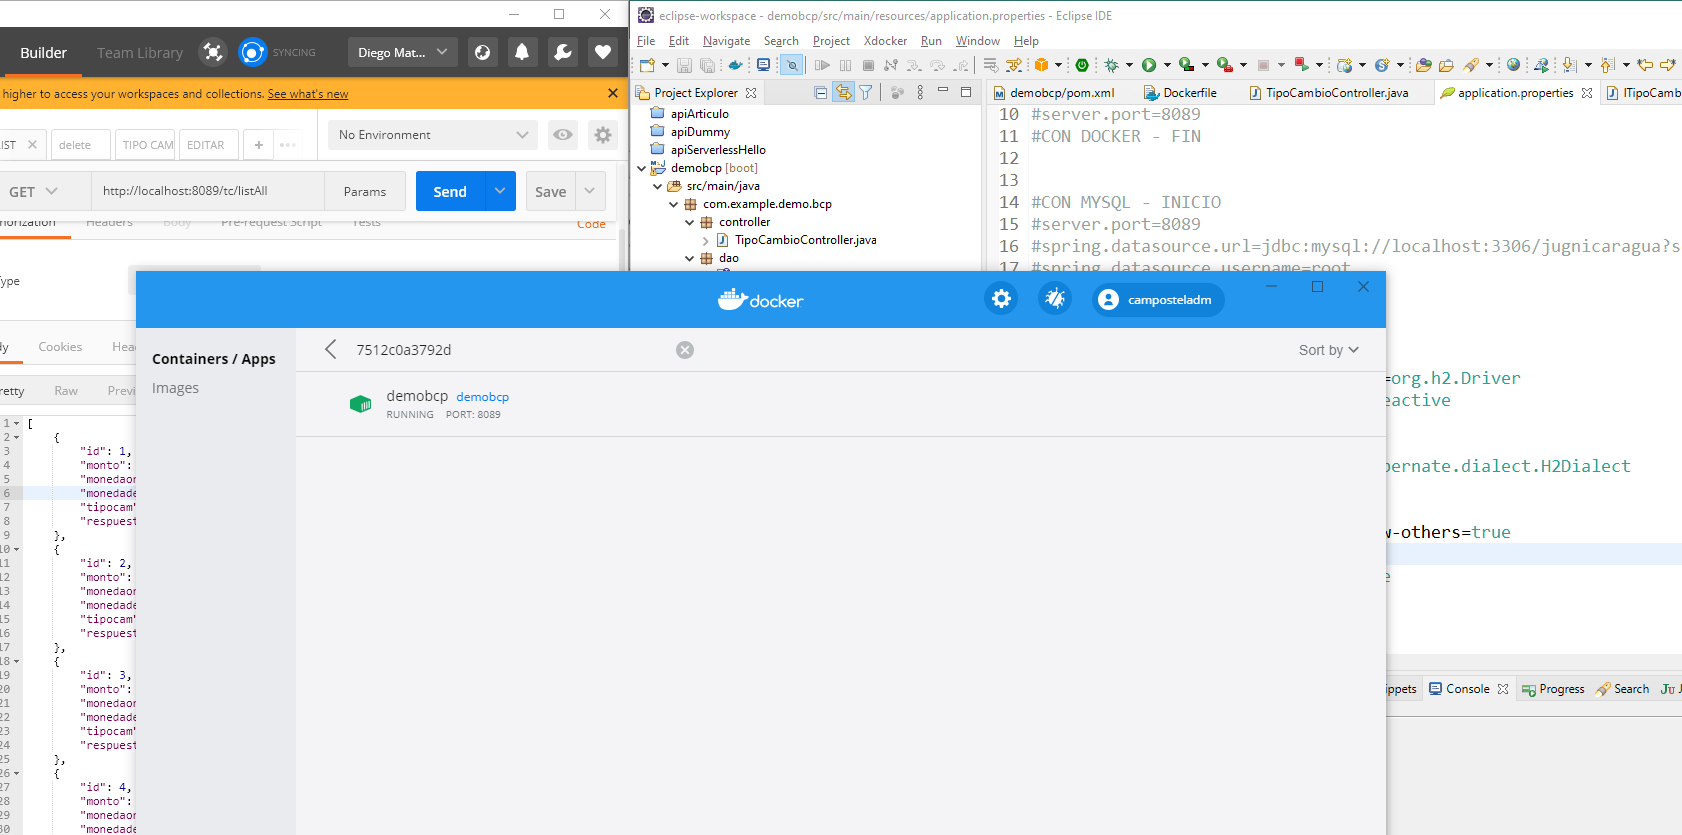 Builder
Team Library
SYNCING
Diego Mat...
higher to access your workspaces and collections. See what's new
IST
delete
TIPO CAM
EDITAR
No Environment
GET
http://localhost:8089/tc/listAll
Params
Send
Save
Headers
Body
Pre-request Script
Tests
Code
Cookies
Raw
1 [
2 {
3 "id": 1,
4 "monto":
5 "monedaor
6 "monedade
7 "tipocam"
8 "respuest
9 },
10 {
11 "id": 2,
12 "monto":
13 "monedaor
14 "monedade
15 "tipocam"
16 "respuest
17 },
18 {
19 "id": 3,
20 "monto":
21 "monedaor
22 "monedade
23 "tipocam"
24 "respuest
25 },
26 {
27 "id": 4,
28 "monto":
29 "monedaor
30 "monedade
eclipse-workspace - demobcp/src/main/resources/application.properties - Eclipse IDE
File Edit Navigate Search Project Xdocker Run Window Help
Project Explorer
apiArticulo
apiDummy
apiServerlessHello
demobcp [boot]
src/main/java
com.example.demo.bcp
controller
TipoCambioController.java
dao
demobcp/pom.xml
Dockerfile
TipoCambioController.java
application.properties
ITipoCamb
10 #server.port=8089
11 #CON DOCKER - FIN
12
13
14 #CON MYSQL - INICIO
15 #server.port=8089
16 #spring.datasource.url=jdbc:mysql://localhost:3306/jugnicaragua?s
17 #spring.datasource.username=root
=org.h2.Driver
eactive
bernate.dialect.H2Dialect
w-others=true
e
ippets
Console
Progress
Search
Ju J
docker
camposteladm
Containers / Apps
Images
7512c0a3792d
Sort by
demobcp demobcp
RUNNING PORT: 8089